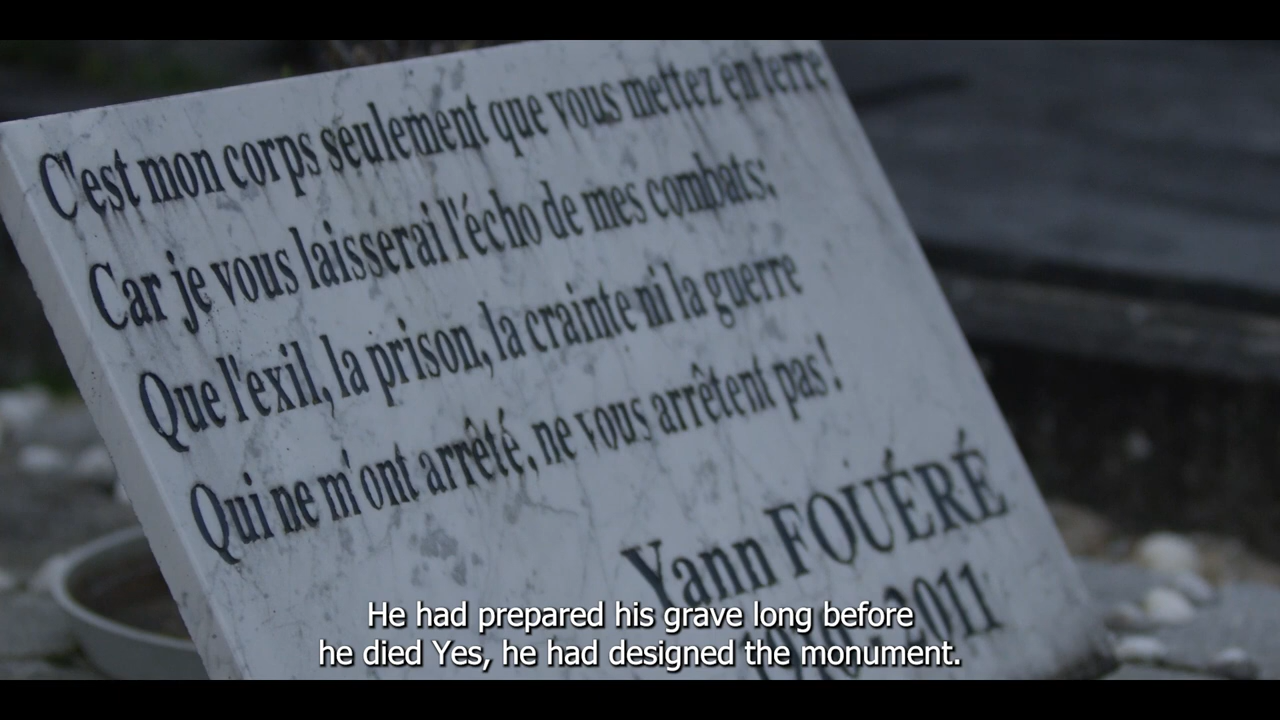 C'est mon corps seulement que vous mettez en terre
Car je vous laisserai l'écho de mes combats;
Que l'exil, la prison, la crainte ni la guerre
Qui ne m'ont arrêté, ne vous arrêtent pas !
Yann FOUÉRÉ
1910 - 2011
He had prepared his grave long before
he died Yes, he had designed the monument.